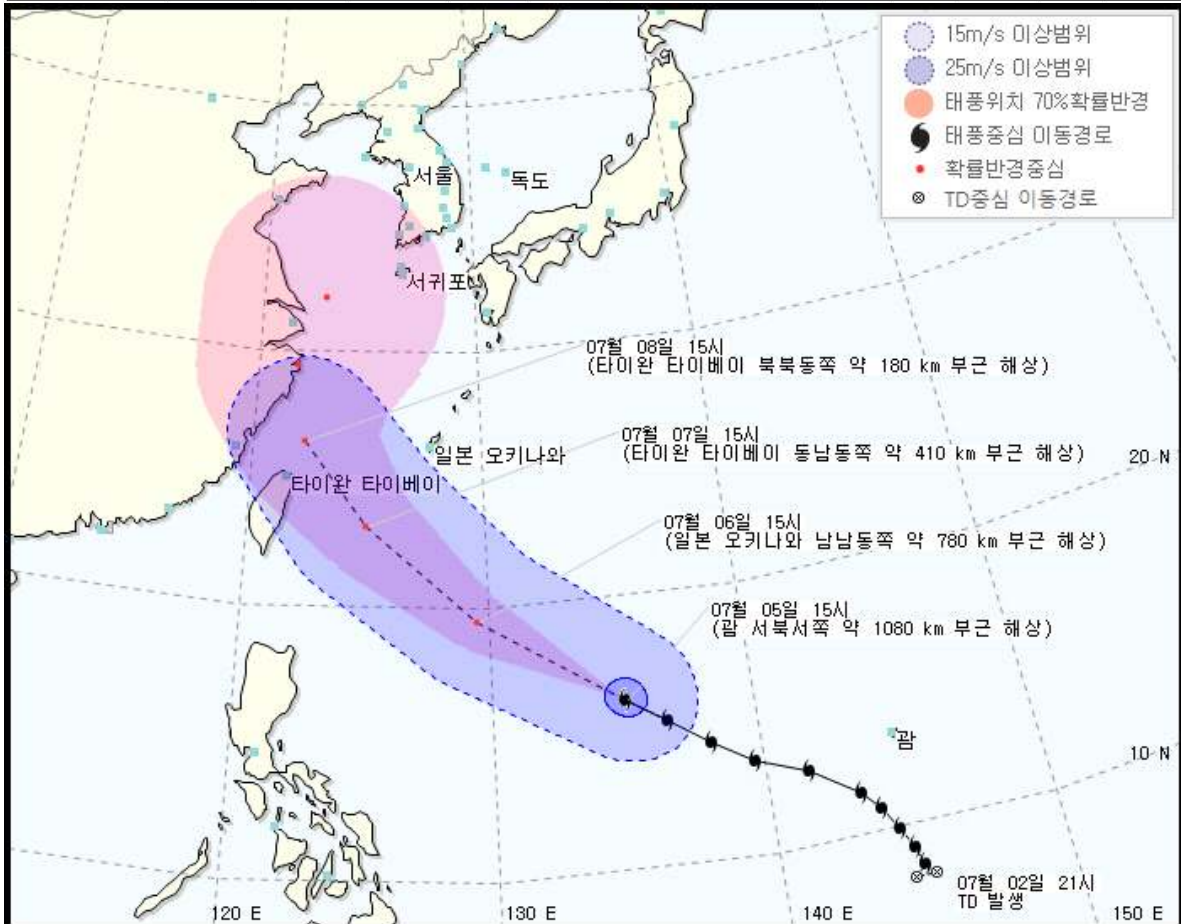 15m/s 이상범위
25m/s 이상범위
태풍위치 70%확률반경
태풍중심 이동경로
확률반경중심
TD중심 이동경로
서울
독도
서귀포
07월 08일 15시
(타이완 타이베이 북북동쪽 약 180 km 부근 해상)
07월 07일 15시
(타이완 타이베이 동남동쪽 약 410 km 부근 해상)
일본 오키나와
20 N
타이완 타이베이
07월 06일 15시
(일본 오키나와 남남동쪽 약 780 km 부근 해상)
07월 05일 15시
(괌 서북서쪽 약 1080 km 부근 해상)
괌
10 N
07월 02일 21시
TD 발생
120 E
130 E
140 E
150 E